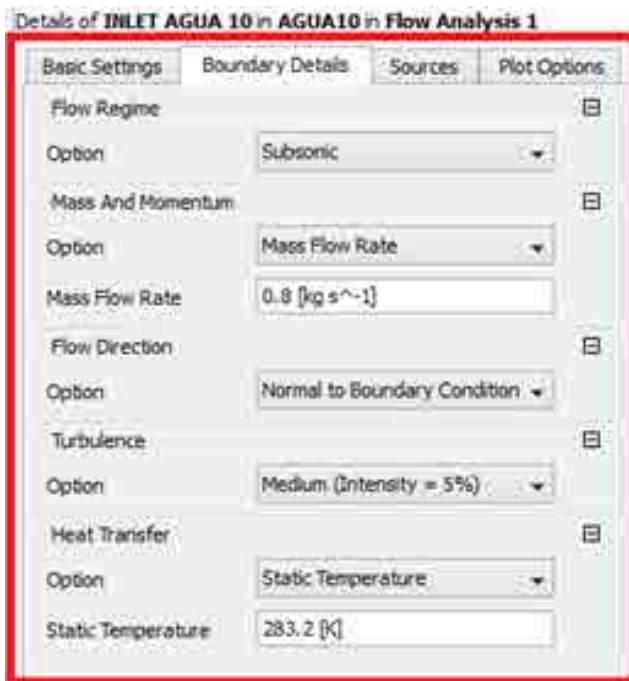 Details of INLET AGUA 10 in AGUA10 in Flow Analysis 1
Basic Settings Boundary Details Sources Plot Options
Flow Regime
Option Subsonic
Mass And Momentum
Option Mass Flow Rate
Mass Flow Rate 0.8 [kg s^-1]
Flow Direction
Option Normal to Boundary Condition
Turbulence
Option Medium (Intensity = 5%)
Heat Transfer
Option Static Temperature
Static Temperature 283.2 [K]